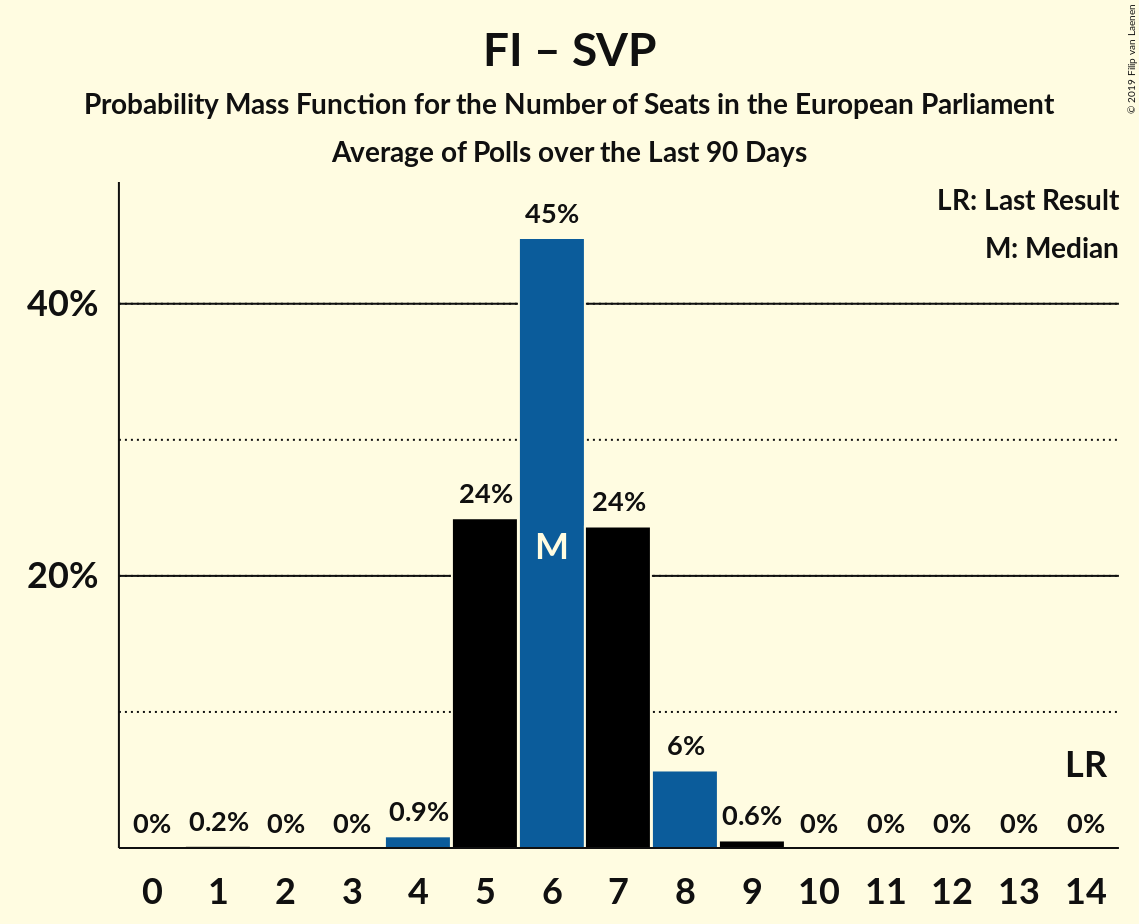 FI – SVP
Probability Mass Function for the Number of Seats in the European Parliament
Average of Polls over the Last 90 Days
© 2019 Filip van Laenen
LR: Last Result
M: Median
45%
40%
24%
24%
M
20%
6%
LR
0%
0.2%
0%
0%
0.9%
0.6%
0%
0%
0%
0%
0%
0 1 2 3 4 5 6 7 8 9 10 11 12 13 14